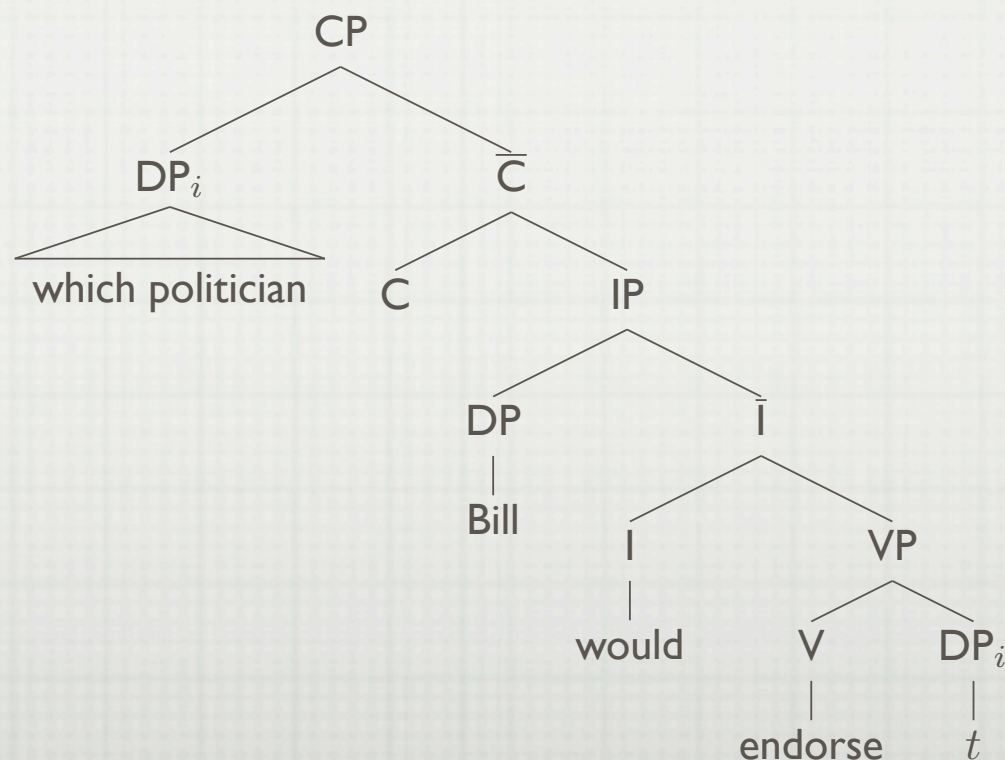 CP
DPᵢ C̅
which politician C IP
DP Ī
Bill I VP
would V DPᵢ
endorse t